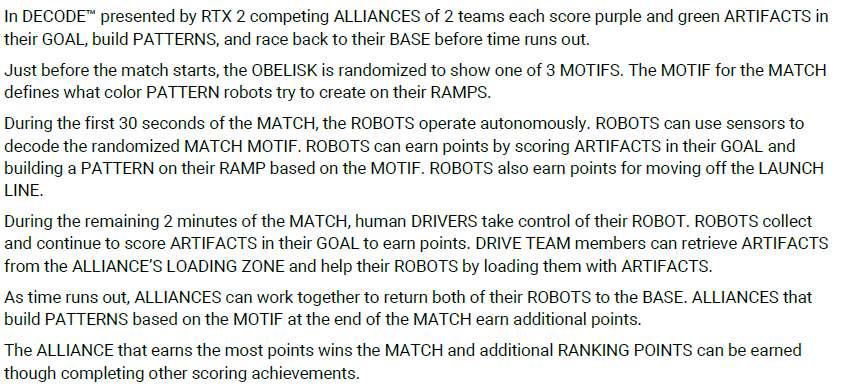 In DECODE™ presented by RTX 2 competing ALLIANCES of 2 teams each score purple and green ARTIFACTS in
their GOAL, build PATTERNS, and race back to their BASE before time runs out.
Just before the match starts, the OBELISK is randomized to show one of 3 MOTIFS. The MOTIF for the MATCH
defines what color PATTERN robots try to create on their RAMPS.
During the first 30 seconds of the MATCH, the ROBOTS operate autonomously. ROBOTS can use sensors to
decode the randomized MATCH MOTIF. ROBOTS can earn points by scoring ARTIFACTS in their GOAL and
building a PATTERN on their RAMP based on the MOTIF. ROBOTS also earn points for moving off the LAUNCH
LINE.
During the remaining 2 minutes of the MATCH, human DRIVERS take control of their ROBOT. ROBOTS collect
and continue to score ARTIFACTS in their GOAL to earn points. DRIVE TEAM members can retrieve ARTIFACTS
from the ALLIANCE'S LOADING ZONE and help their ROBOTS by loading them with ARTIFACTS.
As time runs out, ALLIANCES can work together to return both of their ROBOTS to the BASE. ALLIANCES that
build PATTERNS based on the MOTIF at the end of the MATCH earn additional points.
The ALLIANCE that earns the most points wins the MATCH and additional RANKING POINTS can be earned
though completing other scoring achievements.